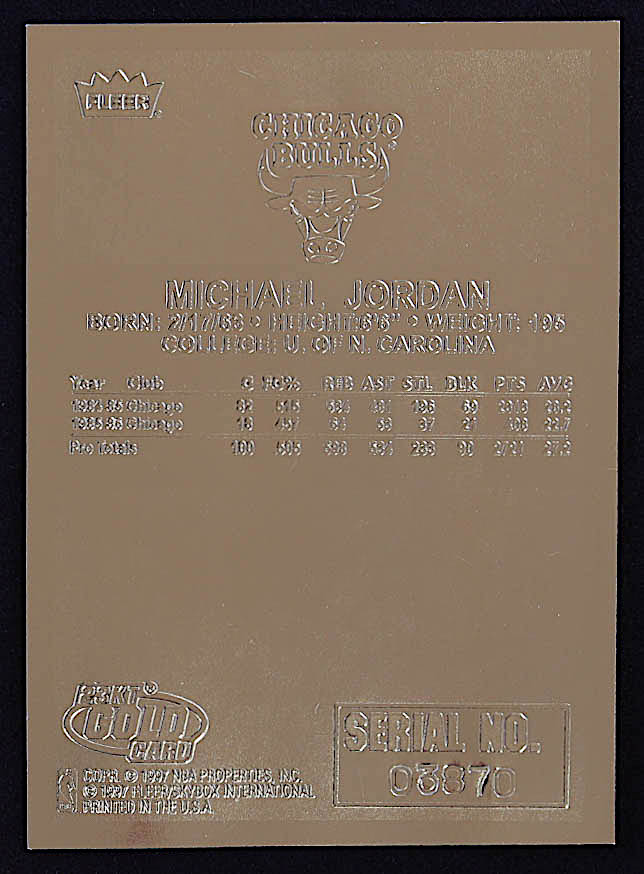 FLEER
CHICAGO
BULLS
MICHAEL JORDAN
BORN: 2/17/63 • HEIGHT:6'6" • WEIGHT: 195
COLLEGE: U. OF N. CAROLINA
Year Club G FG% REB AST STL BLK PTS AVG
1984-85 Chicago 82 515 534 481 196 69 2313 28.2
1985-86 Chicago 18 457 64 53 37 21 408 22.7
Pro Totals 100 505 598 534 233 90 2721 27.2
23KT®
GOLD
CARD
SERIAL NO.
03870
COPR. © 1997 NBA PROPERTIES, INC.
© 1997 FLEER/SKYBOX INTERNATIONAL
PRINTED IN THE U.S.A.